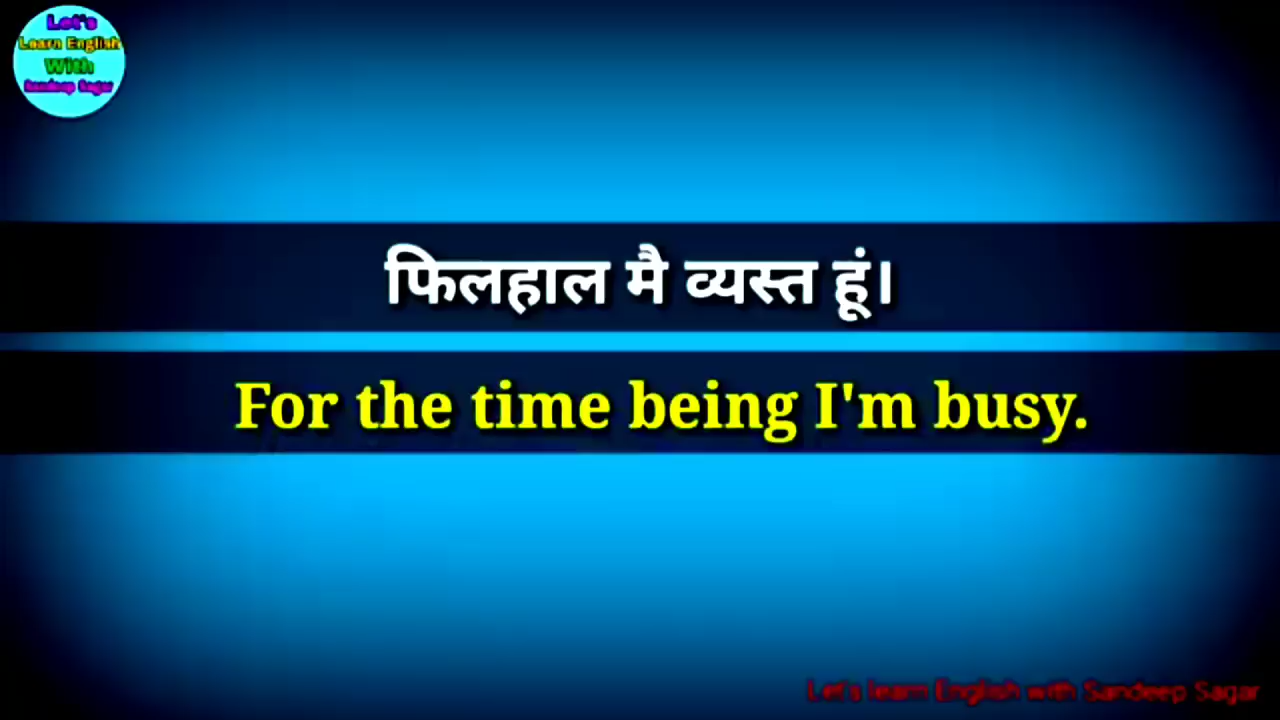 Let's
Learn English
With
Sandeep Sagar
फिलहाल मै व्यस्त हूं।
For the time being I'm busy.
Let's learn English with Sandeep Sagar